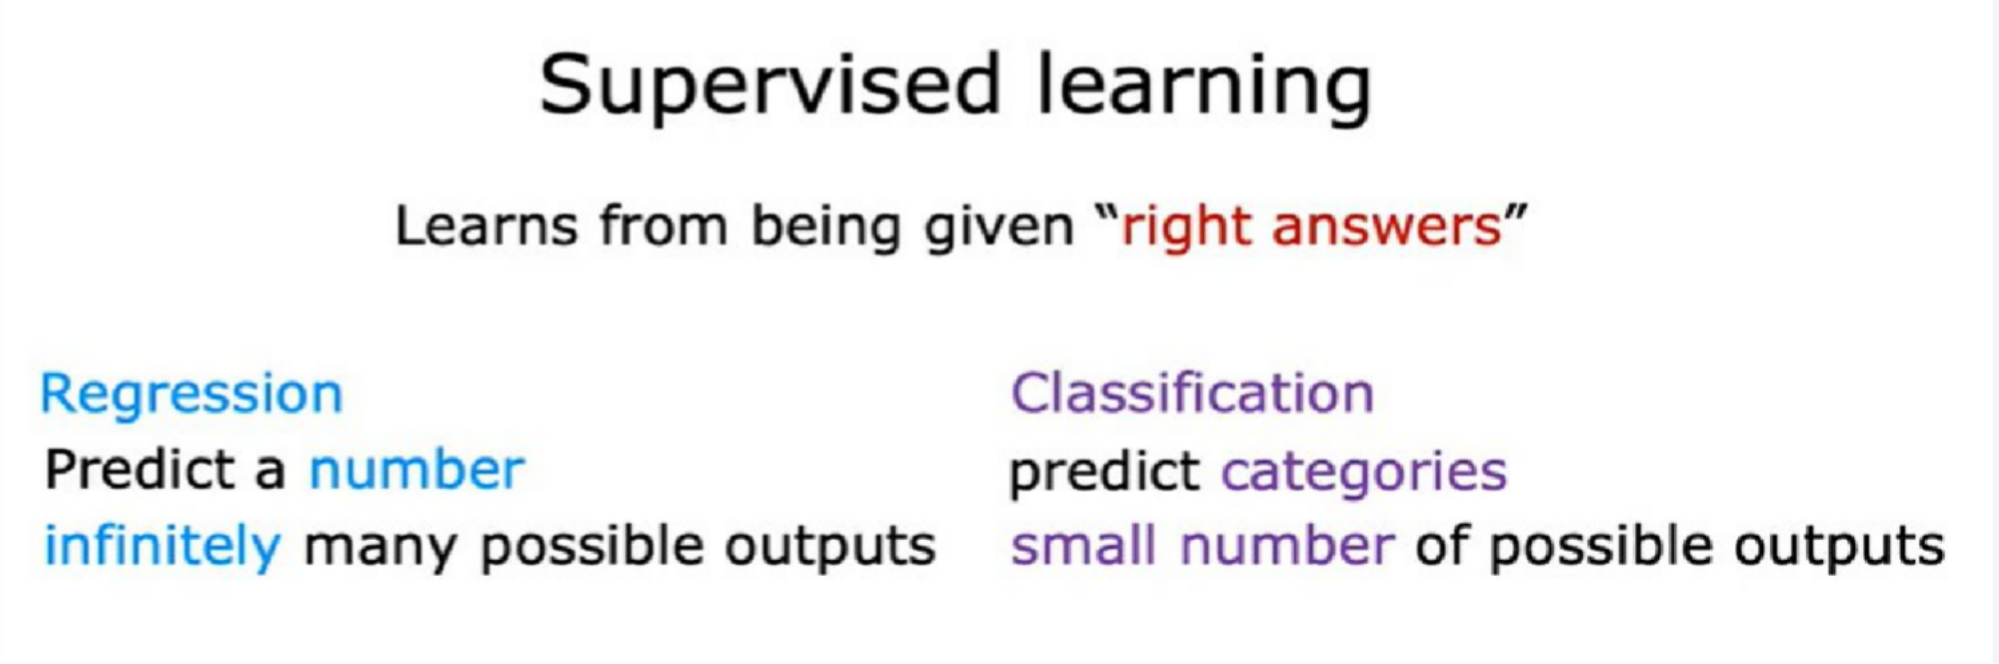 Supervised learning
Learns from being given “right answers”
Regression
Predict a number
infinitely many possible outputs
Classification
predict categories
small number of possible outputs